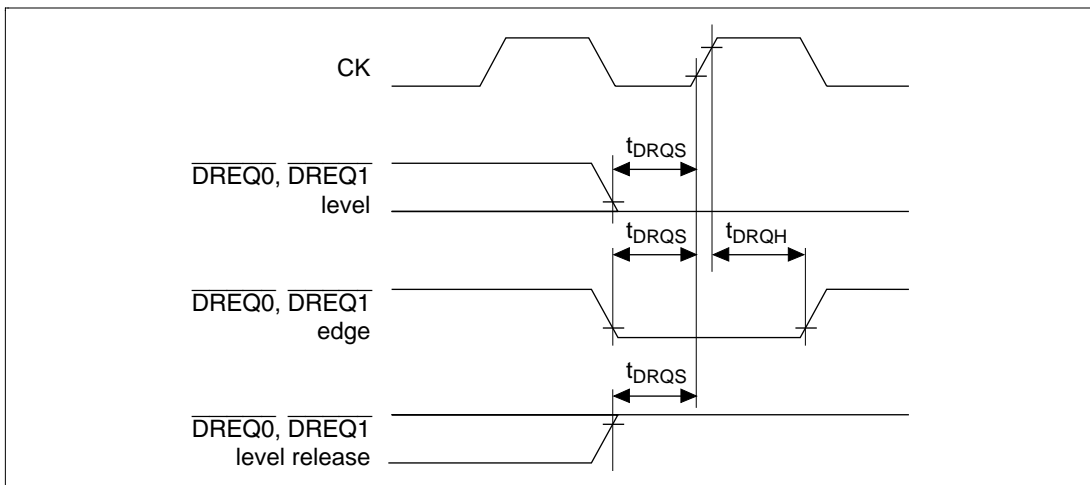 CK
tDRQS
DREQ0, DREQ1
level
tDRQS
tDRQH
DREQ0, DREQ1
edge
tDRQS
DREQ0, DREQ1
level release